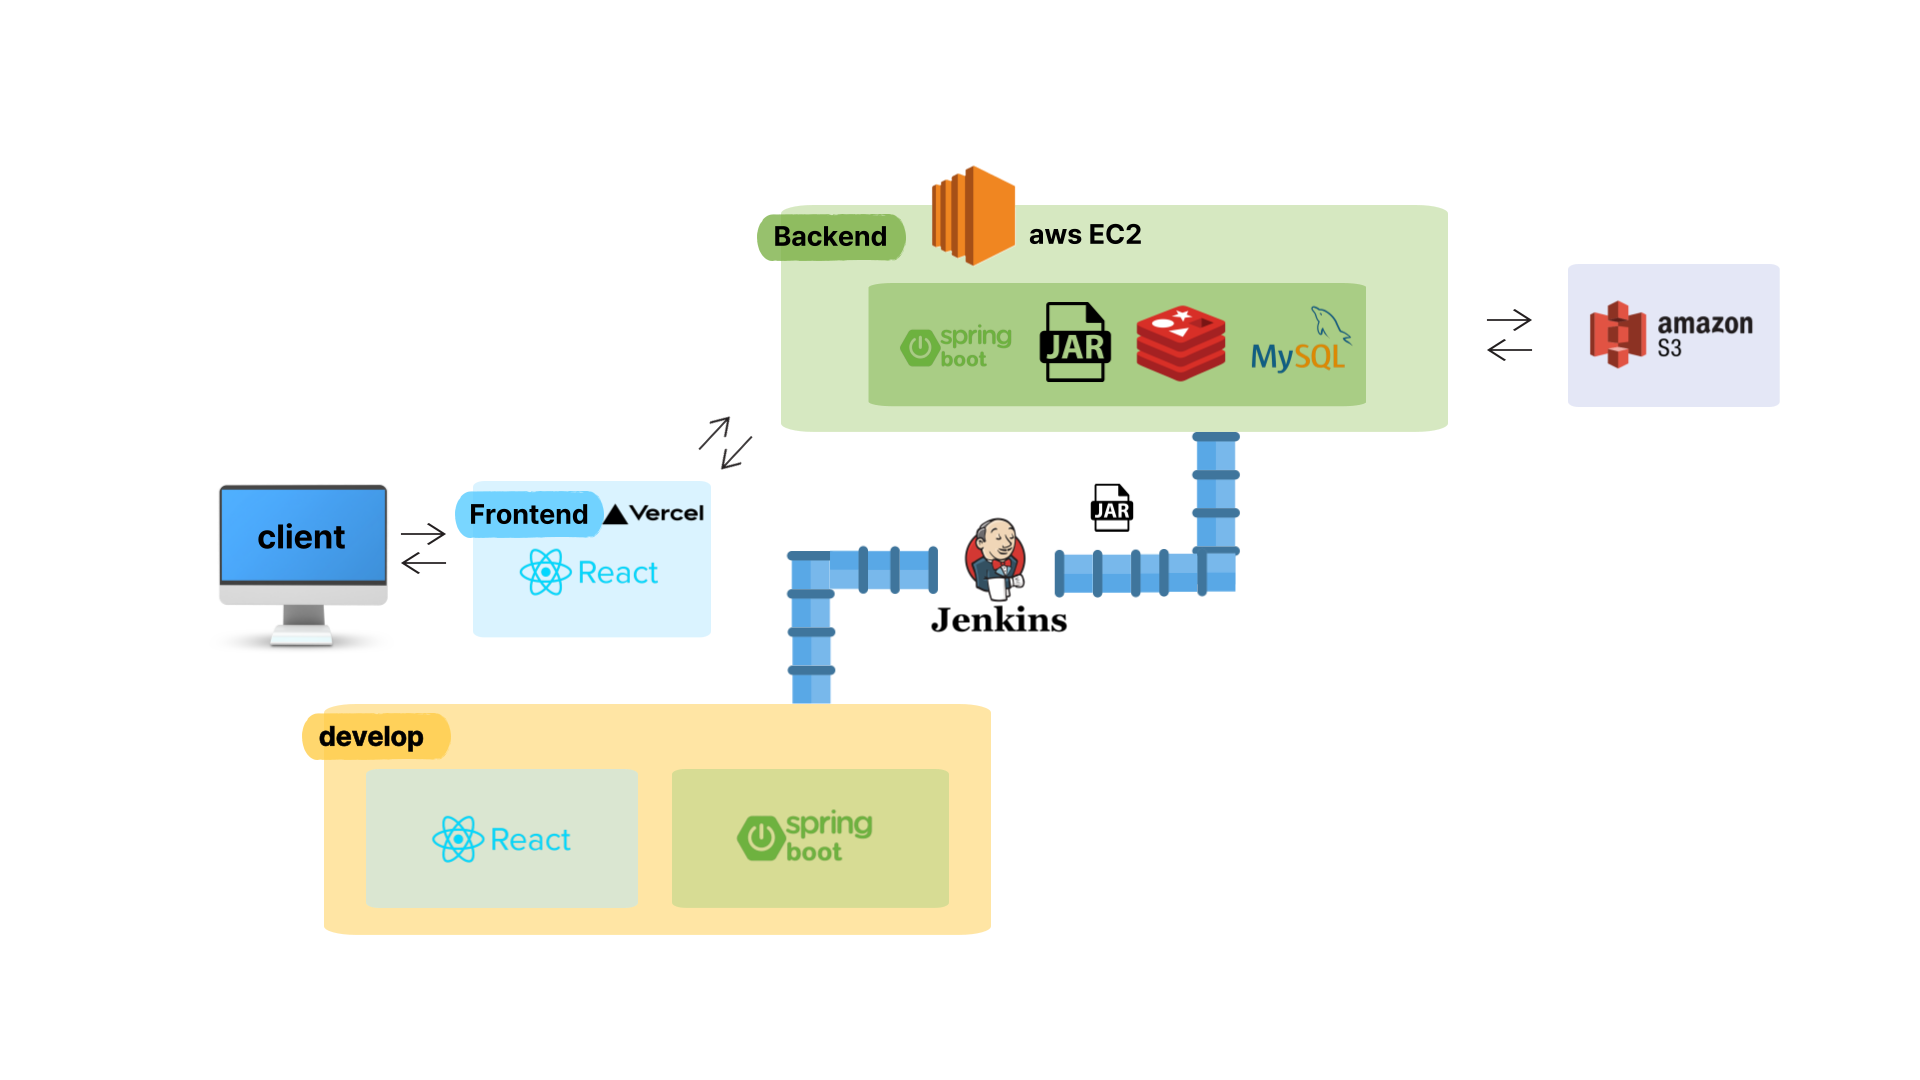 Backend
aws EC2
spring
boot
JAR
MySQL
amazon
S3
client
Frontend
Vercel
React
JAR
Jenkins
develop
React
spring
boot